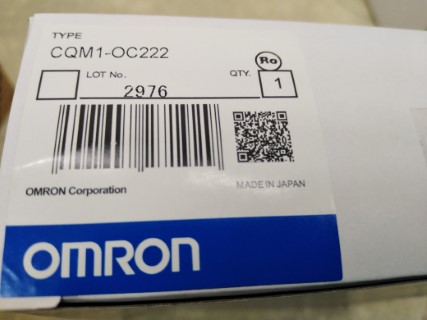 TYPE
CQM1-OC222
Ro
LOT No. 2976 QTY. 1
OMRON Corporation
MADE IN JAPAN
OMRON